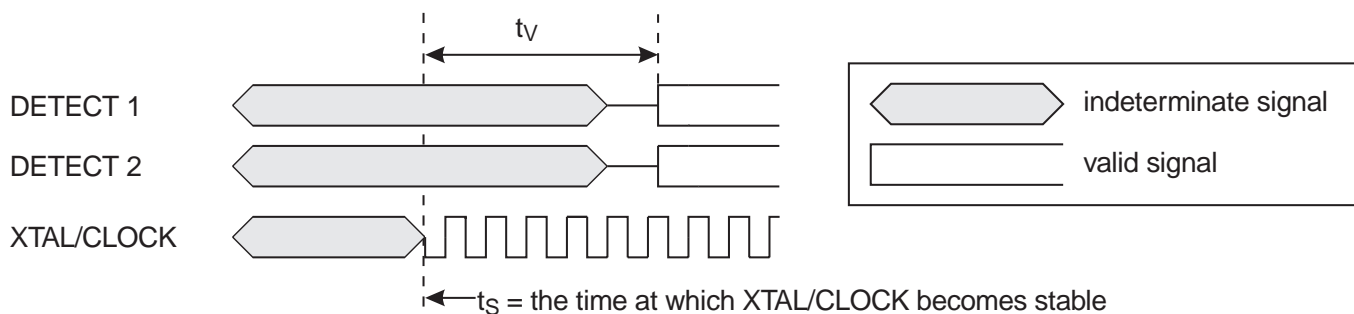 tV
DETECT 1
DETECT 2
XTAL/CLOCK
tS = the time at which XTAL/CLOCK becomes stable
indeterminate signal
valid signal